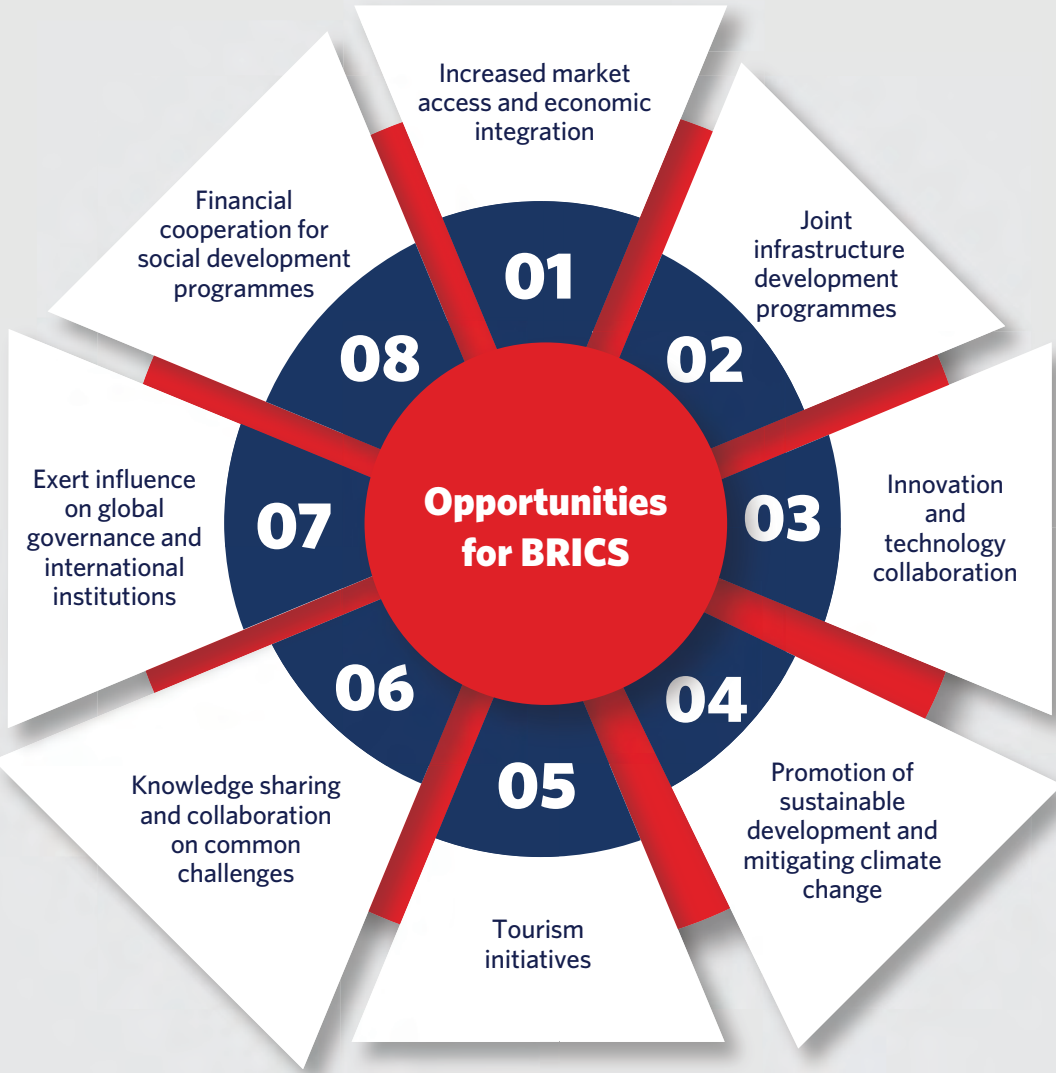 Opportunities
for BRICS
01
Increased market
access and economic
integration
02
Joint
infrastructure
development
programmes
03
Innovation
and
technology
collaboration
04
Promotion of
sustainable
development and
mitigating climate
change
05
Tourism
initiatives
06
Knowledge sharing
and collaboration
on common
challenges
07
Exert influence
on global
governance and
international
institutions
08
Financial
cooperation for
social development
programmes